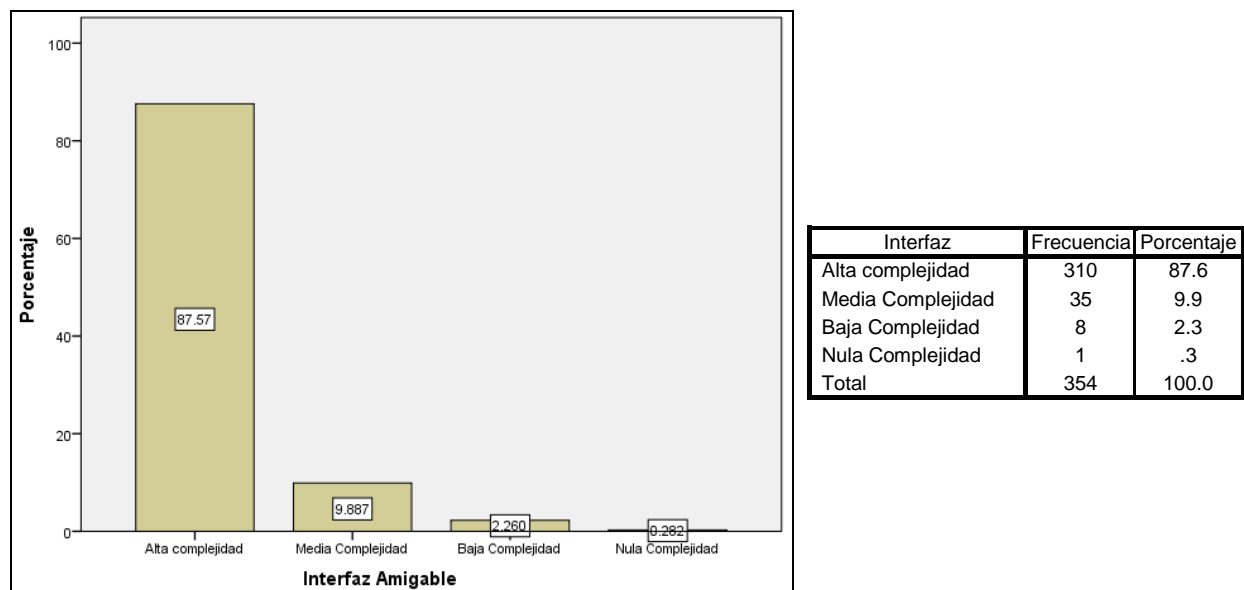 100
80
60
40
20
0
Porcentaje
87.57
9.887
2.260
0.282
Alta complejidad Media Complejidad Baja Complejidad Nula Complejidad
Interfaz Amigable
Interfaz Frecuencia Porcentaje
Alta complejidad 310 87.6
Media Complejidad 35 9.9
Baja Complejidad 8 2.3
Nula Complejidad 1 .3
Total 354 100.0